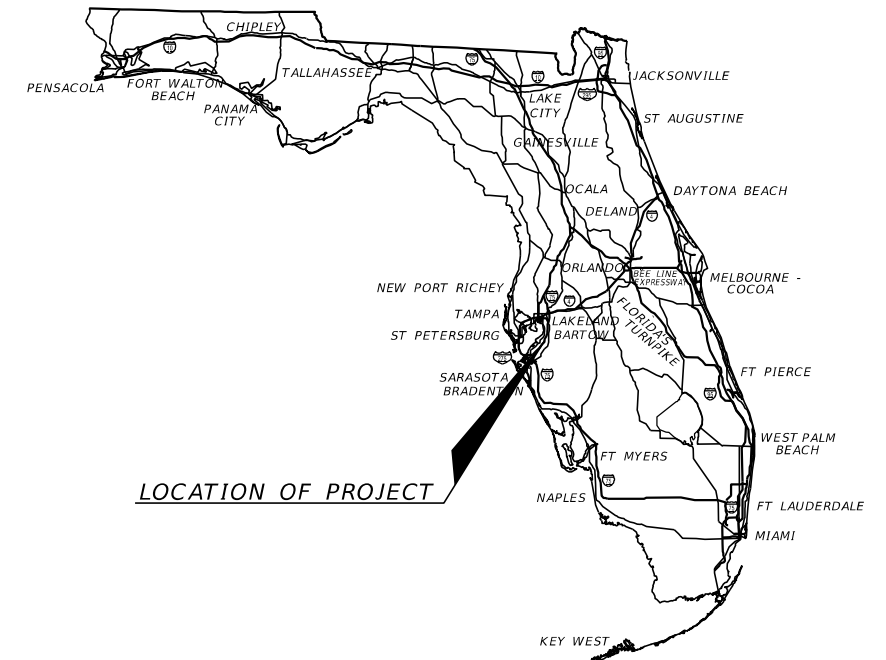 CHIPLEY
TALLAHASSEE
JACKSONVILLE
PENSACOLA
FORT WALTON
BEACH
PANAMA
CITY
LAKE
CITY
ST AUGUSTINE
GAINESVILLE
OCALA
DAYTONA BEACH
DELAND
ORLANDO
BEE LINE
EXPRESSWAY
MELBOURNE -
COCOA
NEW PORT RICHEY
TAMPA
ST PETERSBURG
LAKELAND
BARTOW
FLORIDA'S
TURNPIKE
SARASOTA
BRADENTON
FT PIERCE
WEST PALM
BEACH
FT MYERS
LOCATION OF PROJECT
NAPLES
FT LAUDERDALE
MIAMI
KEY WEST